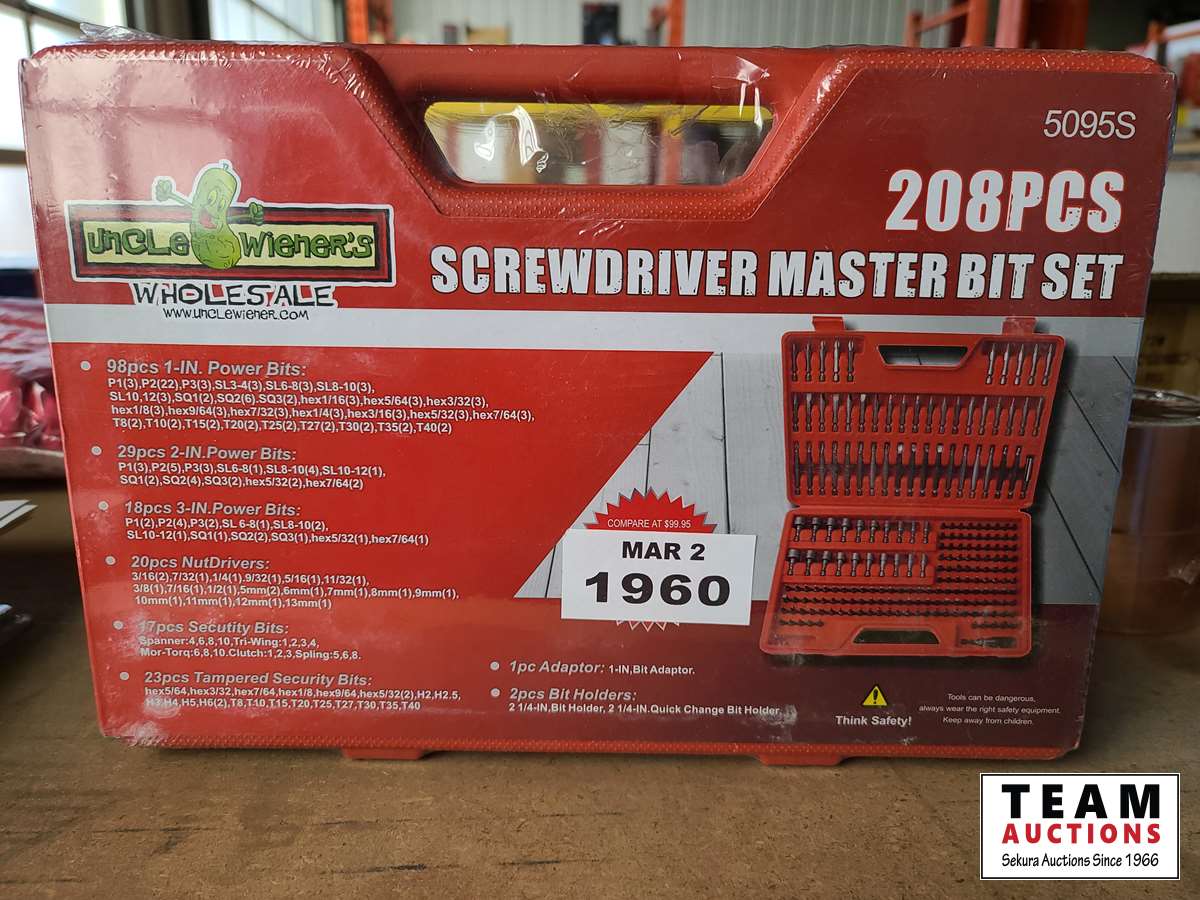 5095S
208PCS
SCREWDRIVER MASTER BIT SET
UNCLE WIENER'S
WHOLESALE
www.UNCLEWIENER.COM
98pcs 1-IN. Power Bits:
P1(3),P2(22),P3(3),SL3-4(3),SL6-8(3),SL8-10(3),
SL10,12(3),SQ1(2),SQ2(6),SQ3(2),hex1/16(3),hex5/64(3),hex3/32(3),
hex1/8(3),hex9/64(3),hex7/32(3),hex1/4(3),hex3/16(3),hex5/32(3),hex7/64(3),
T8(2),T10(2),T15(2),T20(2),T25(2),T27(2),T30(2),T35(2),T40(2)
29pcs 2-IN.Power Bits:
P1(3),P2(5),P3(3),SL6-8(1),SL8-10(4),SL10-12(1),
SQ1(2),SQ2(4),SQ3(2),hex5/32(2),hex7/64(2)
18pcs 3-IN.Power Bits:
P1(2),P2(4),P3(2),SL 6-8(1),SL8-10(2),
SL10-12(1),SQ1(1),SQ2(2),SQ3(1),hex5/32(1),hex7/64(1)
20pcs NutDrivers:
3/16(2),7/32(1),1/4(1),9/32(1),5/16(1),11/32(1),
3/8(1),7/16(1),1/2(1),5mm(2),6mm(1),7mm(1),8mm(1),9mm(1),
10mm(1),11mm(1),12mm(1),13mm(1)
17pcs Secutity Bits:
Spanner:4,6,8,10,Tri-Wing:1,2,3,4,
Mor-Torq:6,8,10.Clutch:1,2,3,Spling:5,6,8.
23pcs Tampered Security Bits:
hex5/64,hex3/32,hex7/64,hex1/8,hex9/64,hex5/32(2),H2,H2.5,
H3,H4,H5,H6(2),T8,T10,T15,T20,T25,T27,T30,T35,T40
1pc Adaptor: 1-IN,Bit Adaptor.
2pcs Bit Holders:
2 1/4-IN,Bit Holder, 2 1/4-IN.Quick Change Bit Holder.
COMPARE AT $99.95
MAR 2
1960
Think Safety!
Tools can be dangerous,
always wear the right safety equipment.
Keep away from children.
TEAM
AUCTIONS
Sekura Auctions Since 1966